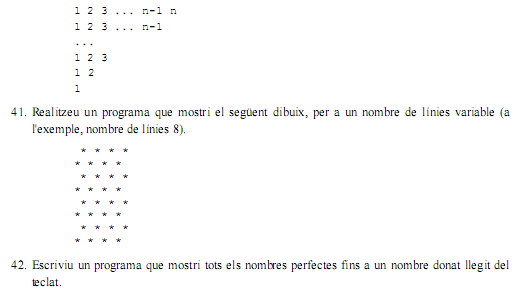 1 2 3 ... n-1 n
1 2 3 ... n-1
...
1 2 3
1 2
1
41. Realitzeu un programa que mostri el següent dibuix, per a un nombre de línies variable (a
l'exemple, nombre de línies 8).
 * * * *
* * * *
 * * * *
* * * *
 * * * *
* * * *
 * * * *
* * * *
42. Escriviu un programa que mostri tots els nombres perfectes fins a un nombre donat llegit del
teclat.